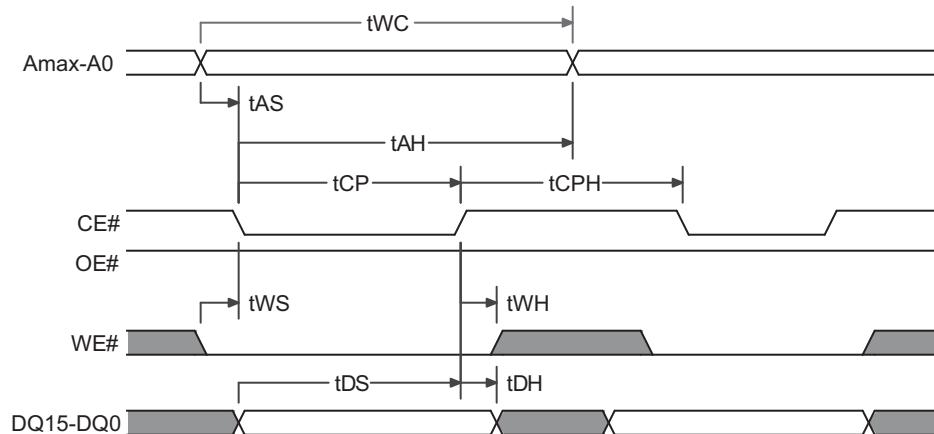 tWC
Amax-A0
tAS
tAH
tCP tCPH
CE#
OE#
tWS tWH
WE#
tDS tDH
DQ15-DQ0